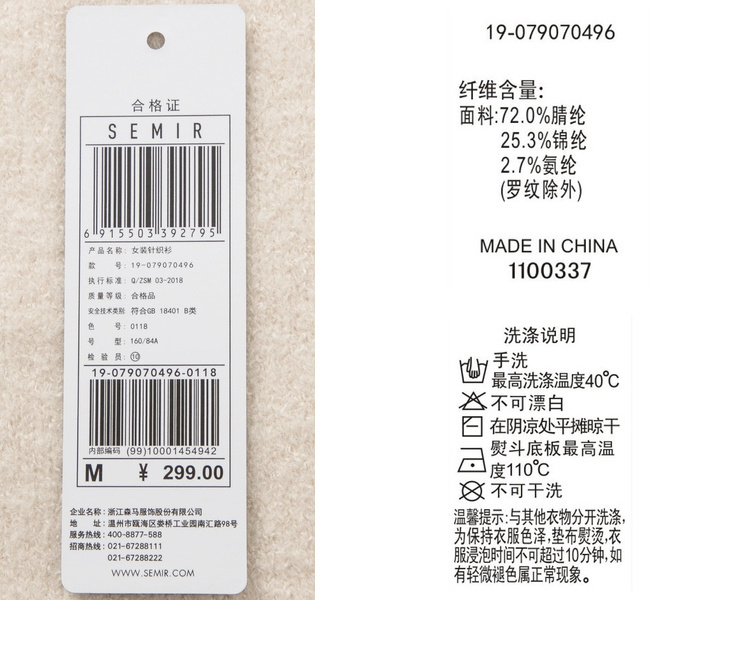 合格证
SEMIR
6 915503 392795
产品名称: 女装针织衫
款 号: 19-079070496
执行标准: Q/ZSM 03-2018
质量等级: 合格品
安全技术类别: 符合GB 18401 B类
色 号: 0118
号 型: 160/84A
检 验 员: ⑩
19-079070496-0118
内部编码 (99)10001454942
M ¥ 299.00
企业名称: 浙江森马服饰股份有限公司
地 址: 温州市瓯海区娄桥工业园南汇路98号
服务热线: 400-8877-588
招商热线: 021-67288111
021-67288222
WWW.SEMIR.COM
19-079070496
纤维含量:
面料:72.0%腈纶
25.3%锦纶
2.7%氨纶
(罗纹除外)
MADE IN CHINA
1100337
洗涤说明
手洗
最高洗涤温度40℃
不可漂白
在阴凉处平摊晾干
熨斗底板最高温
度110℃
不可干洗
温馨提示:与其他衣物分开洗涤,
为保持衣服色泽,垫布熨烫,衣
服浸泡时间不可超过10分钟,如
有轻微褪色属正常现象。